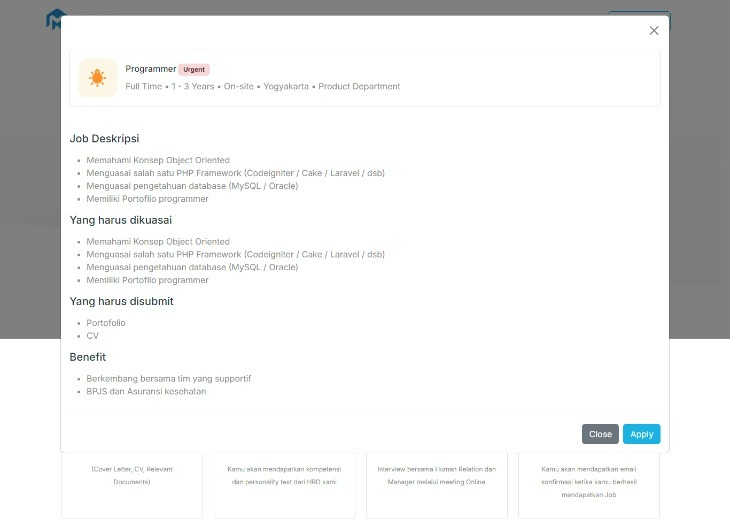 Programmer Urgent
Full Time • 1 - 3 Years • On-site • Yogyakarta • Product Department
Job Deskripsi
• Memahami Konsep Object Oriented
• Menguasai salah satu PHP Framework (Codeigniter / Cake / Laravel / dsb)
• Menguasai pengetahuan database (MySQL / Oracle)
• Memiliki Portoflio programmer
Yang harus dikuasai
• Memahami Konsep Object Oriented
• Menguasai salah satu PHP Framework (Codeigniter / Cake / Laravel / dsb)
• Menguasai pengetahuan database (MySQL / Oracle)
• Memiliki Portoflio programmer
Yang harus disubmit
• Portofolio
• CV
Benefit
• Berkembang bersama tim yang supportif
• BPJS dan Asuransi kesehatan
Close Apply
(Cover Letter, CV, Relevant
Documents)
Kamu akan mendapatkan kompetensi
dan personality test dari HRD kami
Interview bersama Human Relation dan
Manager melalui meeting Online
Kamu akan mendapatkan email
konfirmasi ketika kamu berhasil
mendapatkan Job